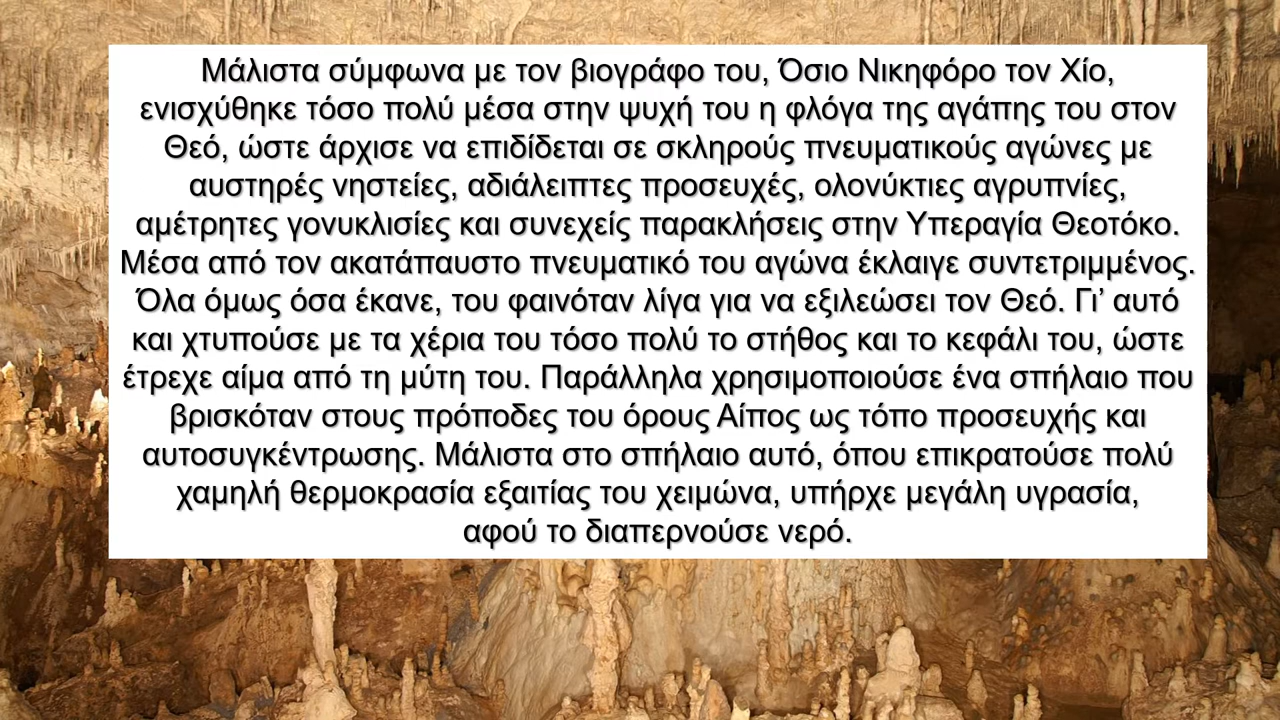 Μάλιστα σύμφωνα με τον βιογράφο του, Όσιο Νικηφόρο τον Χίο,
ενισχύθηκε τόσο πολύ μέσα στην ψυχή του η φλόγα της αγάπης του στον
Θεό, ώστε άρχισε να επιδίδεται σε σκληρούς πνευματικούς αγώνες με
αυστηρές νηστείες, αδιάλειπτες προσευχές, ολονύκτιες αγρυπνίες,
αμέτρητες γονυκλισίες και συνεχείς παρακλήσεις στην Υπεραγία Θεοτόκο.
Μέσα από τον ακατάπαυστο πνευματικό του αγώνα έκλαιγε συντετριμμένος.
Όλα όμως όσα έκανε, του φαινόταν λίγα για να εξιλεώσει τον Θεό. Γι’ αυτό
και χτυπούσε με τα χέρια του τόσο πολύ το στήθος και το κεφάλι του, ώστε
έτρεχε αίμα από τη μύτη του. Παράλληλα χρησιμοποιούσε ένα σπήλαιο που
βρισκόταν στους πρόποδες του όρους Αίπος ως τόπο προσευχής και
αυτοσυγκέντρωσης. Μάλιστα στο σπήλαιο αυτό, όπου επικρατούσε πολύ
χαμηλή θερμοκρασία εξαιτίας του χειμώνα, υπήρχε μεγάλη υγρασία,
αφού το διαπερνούσε νερό.